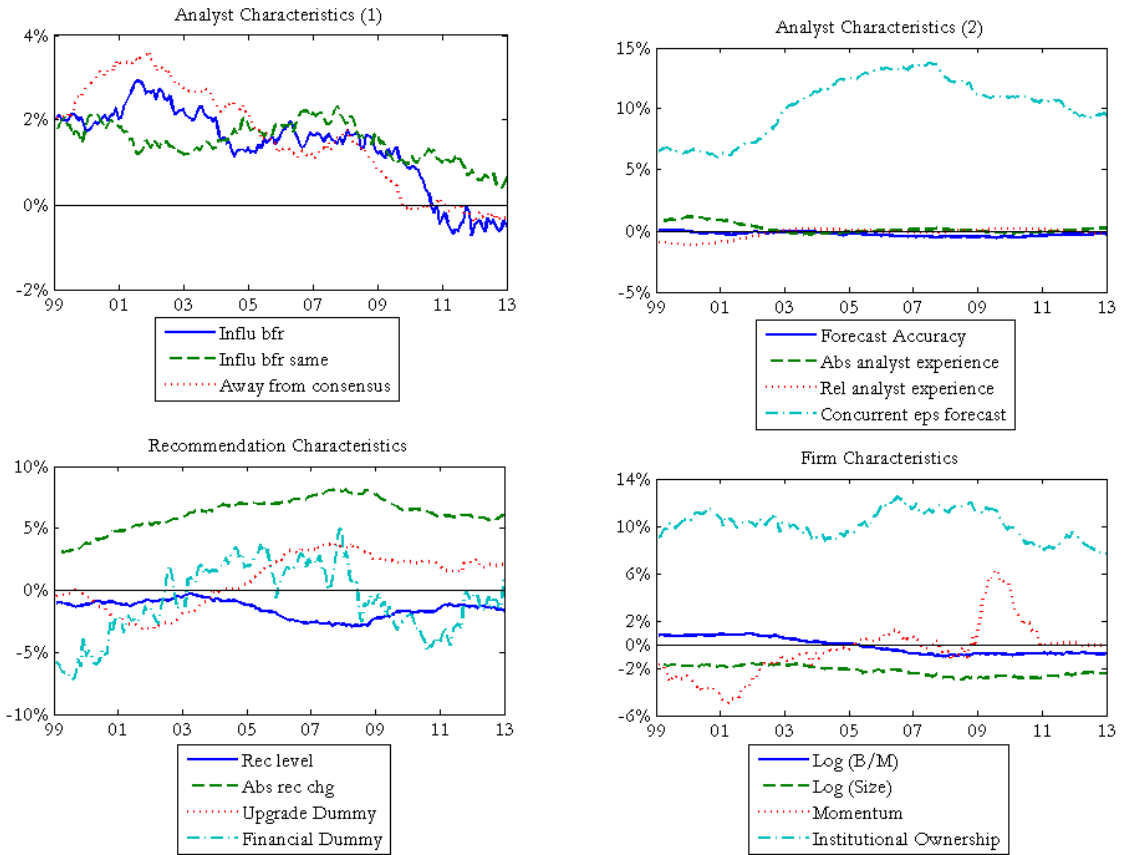 Analyst Characteristics (1)
4%
2%
0%
-2%
99 01 03 05 07 09 11 13
Influ bfr
Influ bfr same
Away from consensus
Analyst Characteristics (2)
15%
10%
5%
0%
-5%
99 01 03 05 07 09 11 13
Forecast Accuracy
Abs analyst experience
Rel analyst experience
Concurrent eps forecast
Recommendation Characteristics
10%
5%
0%
-5%
-10%
99 01 03 05 07 09 11 13
Rec level
Abs rec chg
Upgrade Dummy
Financial Dummy
Firm Characteristics
14%
10%
6%
0%
-2%
-6%
99 01 03 05 07 09 11 13
Log (B/M)
Log (Size)
Momentum
Institutional Ownership